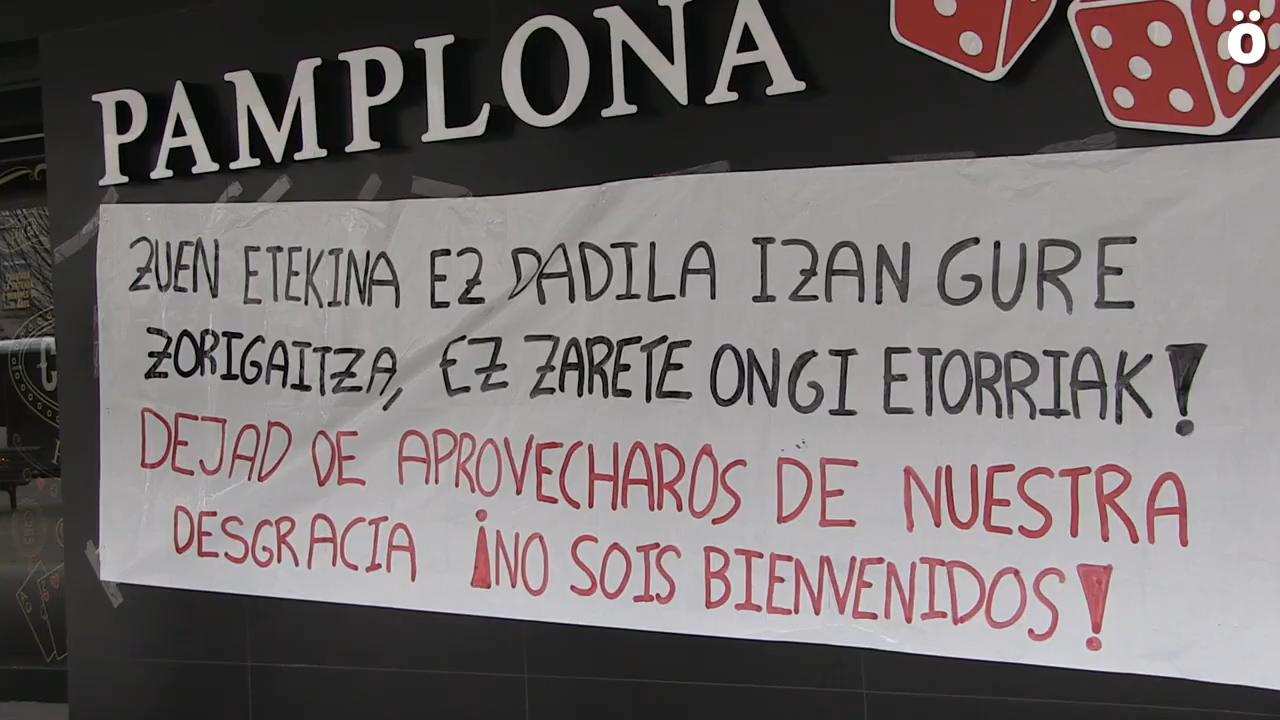 PAMPLONA
ö
ZUEN ETEKINA EZ DADILA IZAN GURE
ZORIGAITZA, EZ ZARETE ONGI ETORRIAK!
DEJAD DE APROVECHAROS DE NUESTRA
DESGRACIA ¡NO SOIS BIENVENIDOS!